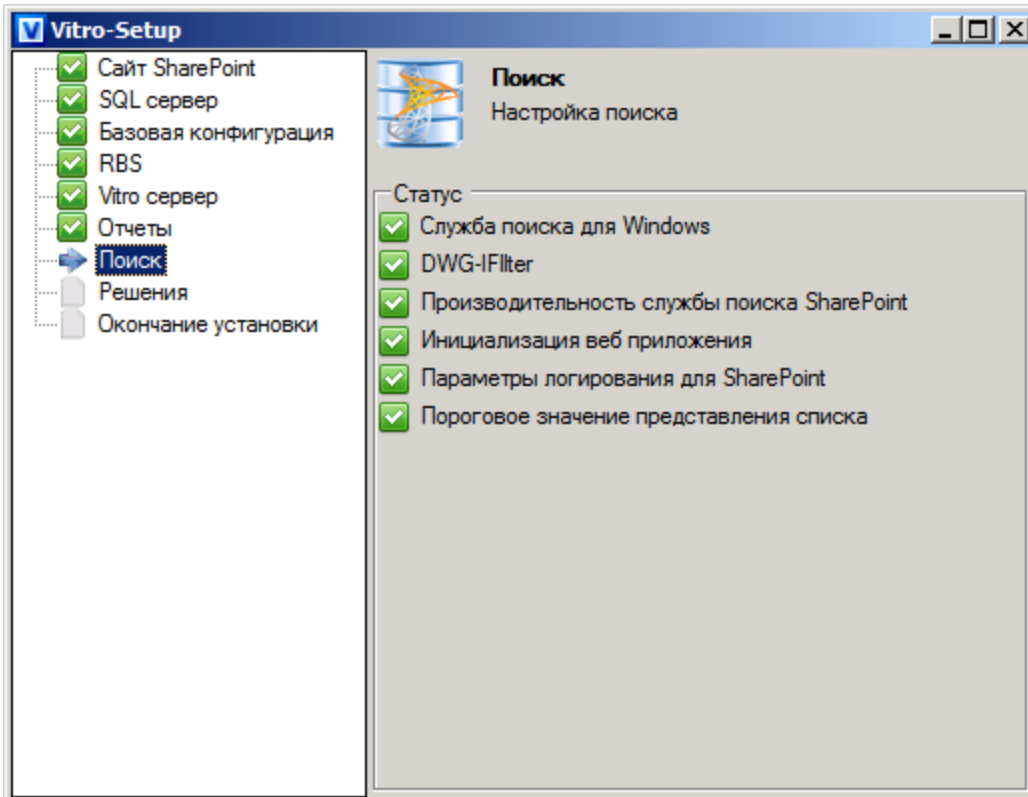 Vitro-Setup
Сайт SharePoint
SQL сервер
Базовая конфигурация
RBS
Vitro сервер
Отчеты
Поиск
Решения
Окончание установки
Поиск
Настройка поиска
Статус
Служба поиска для Windows
DWG-IFIlter
Производительность службы поиска SharePoint
Инициализация веб приложения
Параметры логирования для SharePoint
Пороговое значение представления списка